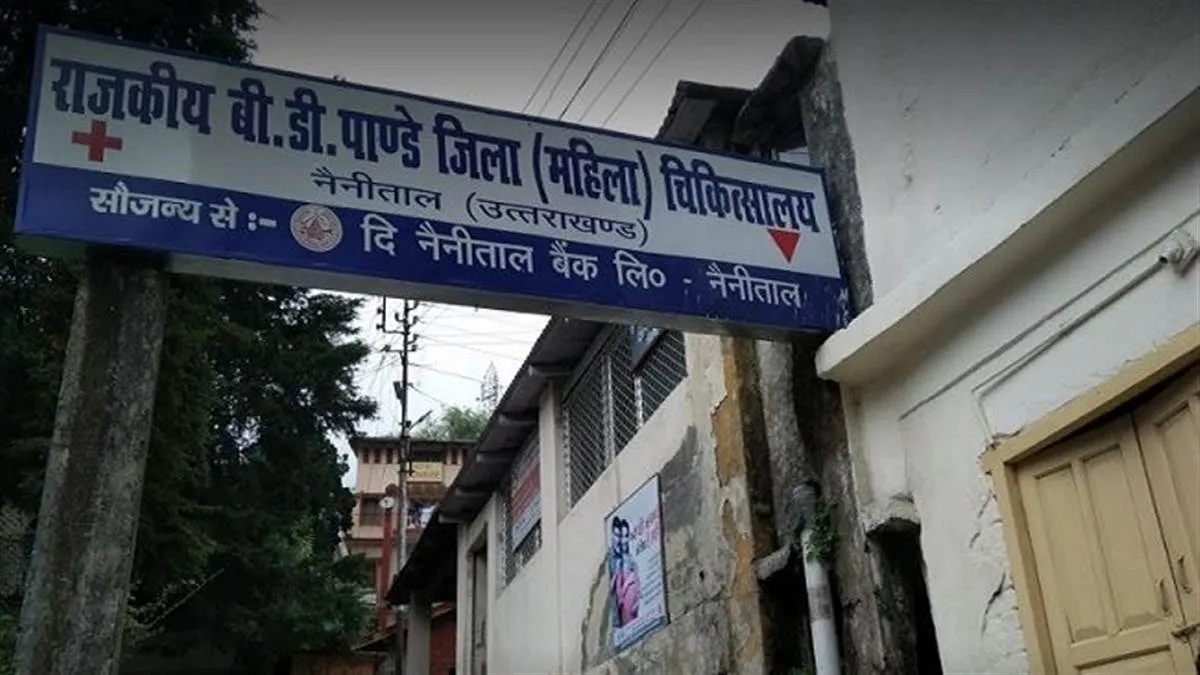 राजकीय बी.डी.पाण्डे जिला (महिला) चिकित्सालय
नैनीताल (उत्तराखण्ड)
सौजन्य से :- दि नैनीताल बैंक लि० - नैनीताल